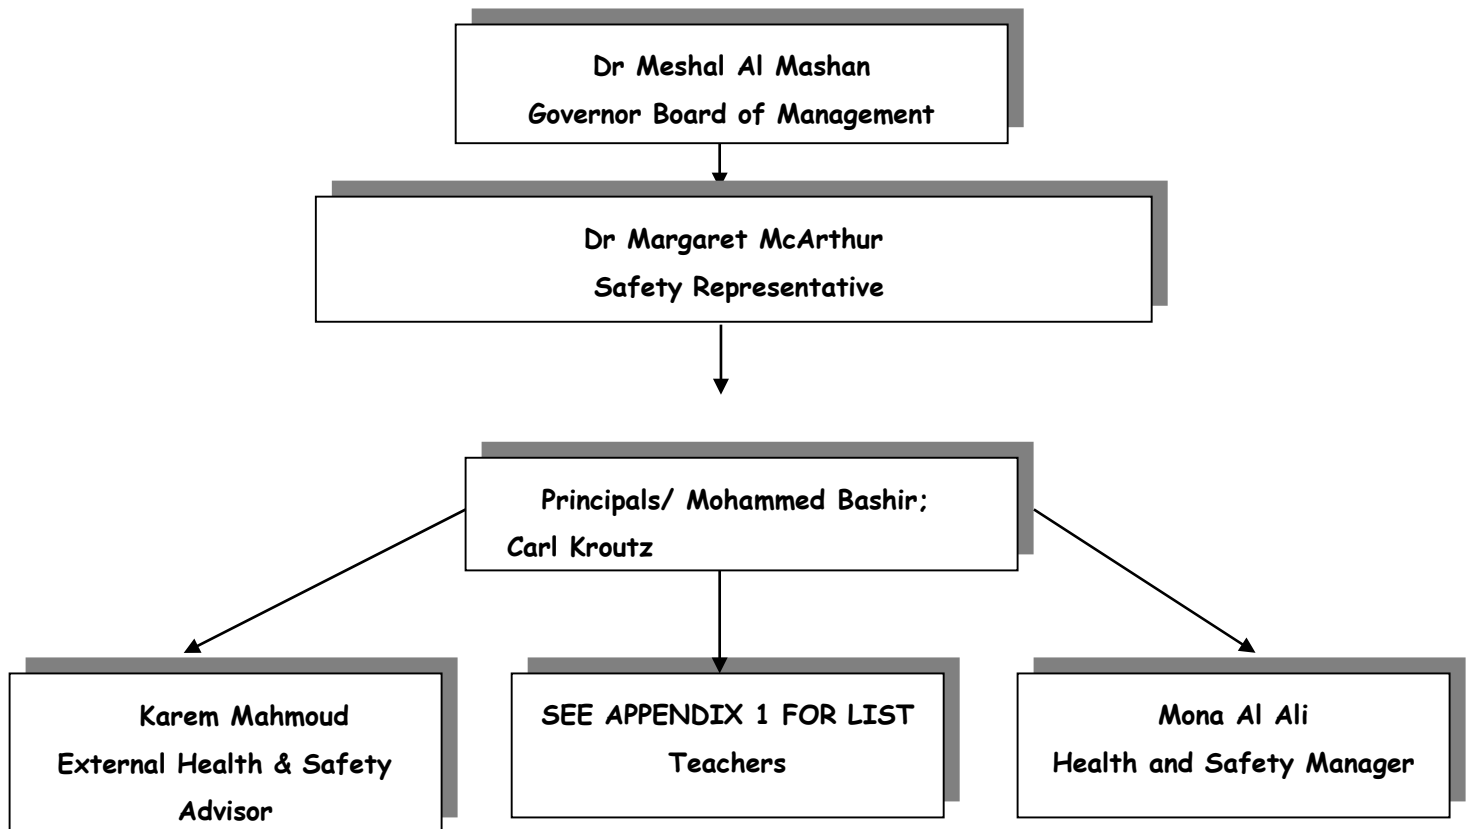 Dr Meshal Al Mashan
Governor Board of Management
Dr Margaret McArthur
Safety Representative
Principals/ Mohammed Bashir;
Carl Kroutz
Karem Mahmoud
External Health & Safety
Advisor
SEE APPENDIX 1 FOR LIST
Teachers
Mona Al Ali
Health and Safety Manager